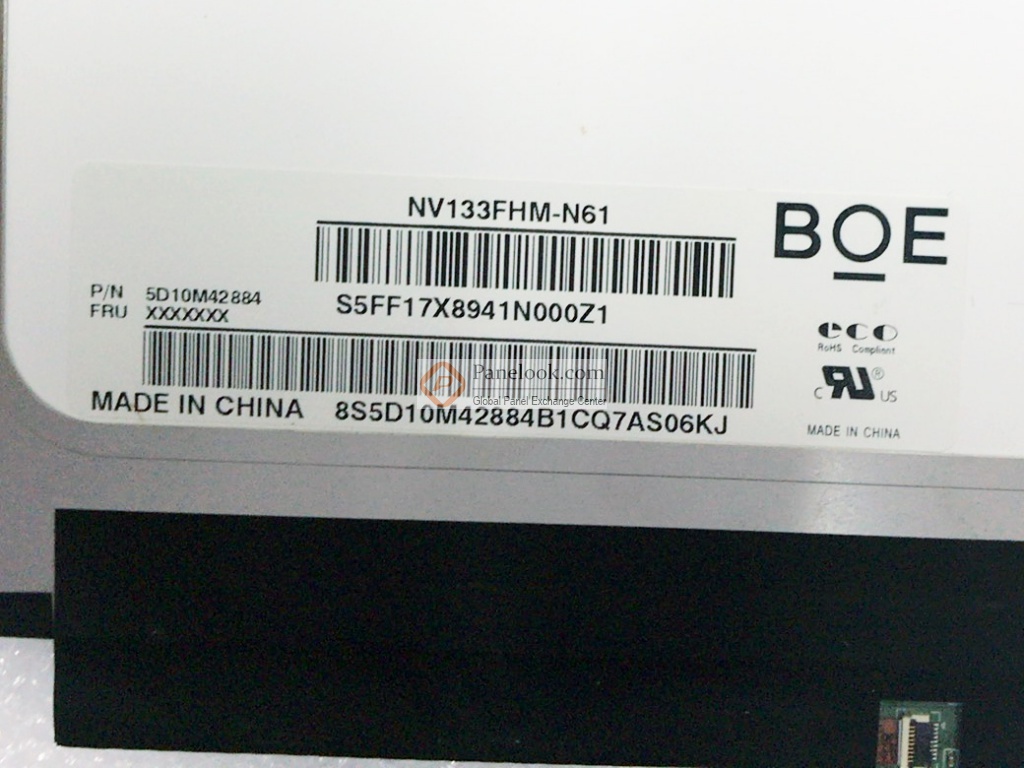 NV133FHM-N61
BOE
P/N 5D10M42884
FRU XXXXXXX
S5FF17X8941N000Z1
eco
RoHS Compliant
Panelook.com
Global Panel Exchange Center
C RU ® US
MADE IN CHINA 8S5D10M42884B1CQ7AS06KJ
MADE IN CHINA